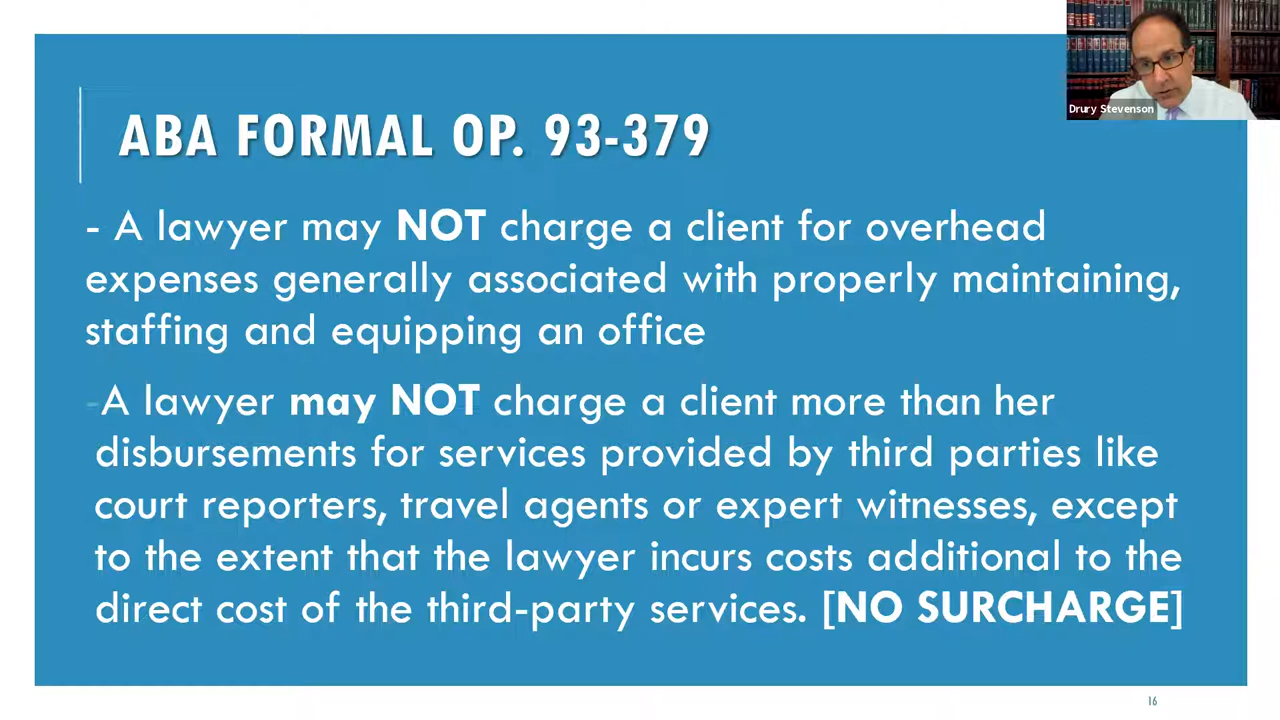 Drury Stevenson
ABA FORMAL OP. 93-379
- A lawyer may NOT charge a client for overhead
expenses generally associated with properly maintaining,
staffing and equipping an office
-A lawyer may NOT charge a client more than her
disbursements for services provided by third parties like
court reporters, travel agents or expert witnesses, except
to the extent that the lawyer incurs costs additional to the
direct cost of the third-party services. [NO SURCHARGE]
16